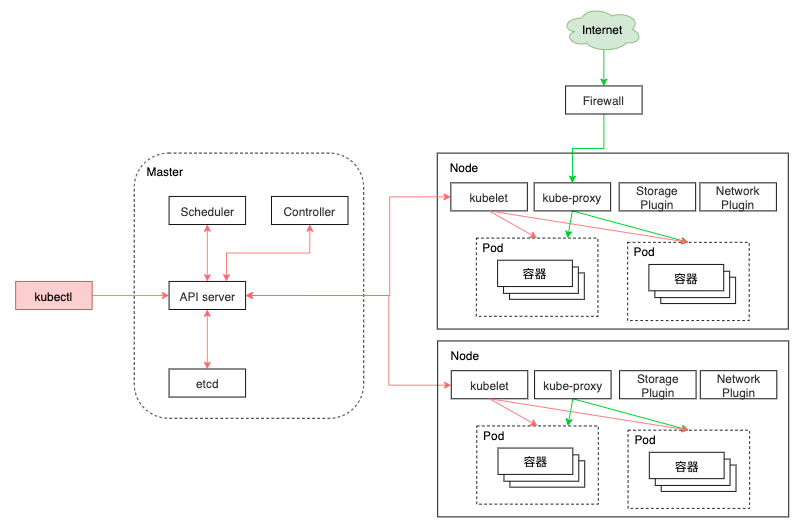 Internet
Firewall
Master
Scheduler
Controller
kubectl
API server
etcd
Node
kubelet
kube-proxy
Storage
Plugin
Network
Plugin
Pod
容器
Pod
容器
Node
kubelet
kube-proxy
Storage
Plugin
Network
Plugin
Pod
容器
Pod
容器